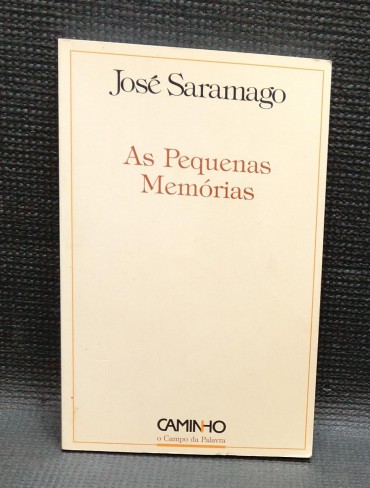 José Saramago
As Pequenas
Memórias
CAMINHO
o Campo da Palavra